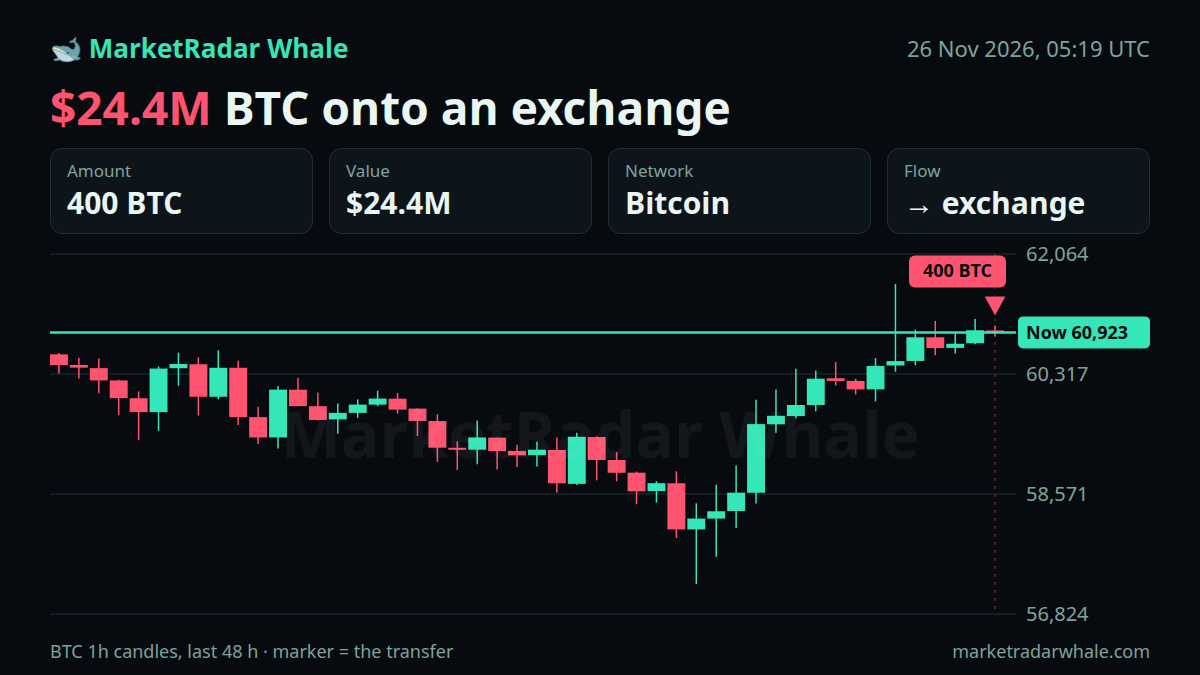 🐋 MarketRadar Whale
26 Nov 2026, 05:19 UTC
$24.4M BTC onto an exchange
Amount
400 BTC
Value
$24.4M
Network
Bitcoin
Flow
→ exchange
62,064
400 BTC
Now 60,923
60,317
MarketRadar Whale
58,571
56,824
BTC 1h candles, last 48 h · marker = the transfer
marketradarwhale.com